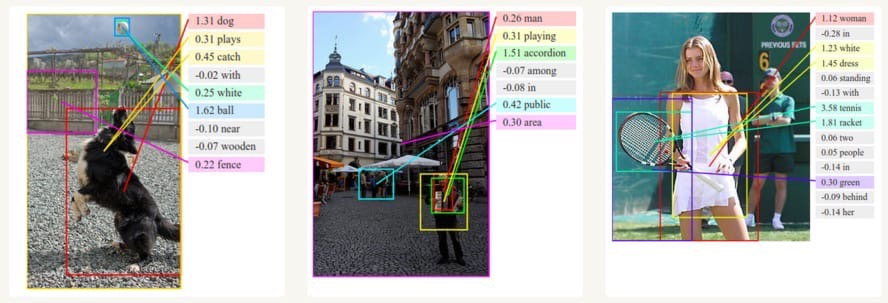 1.31 dog
0.31 plays
0.45 catch
-0.02 with
0.25 white
1.62 ball
-0.10 near
-0.07 wooden
0.22 fence
0.26 man
0.31 playing
1.51 accordion
-0.07 among
-0.08 in
0.42 public
0.30 area
PREVIOUS SETS
6
1.12 woman
-0.28 in
1.23 white
1.45 dress
0.06 standing
-0.13 with
3.58 tennis
1.81 racket
0.06 two
0.05 people
-0.14 in
0.30 green
-0.09 behind
-0.14 her